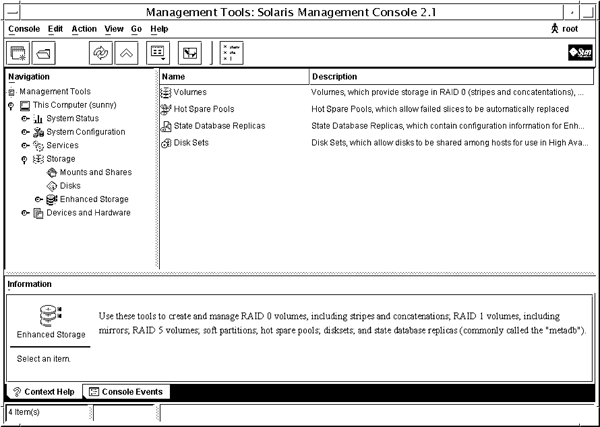 Management Tools: Solaris Management Console 2.1
Console Edit Action View Go Help root
Sun
Navigation
Management Tools
This Computer (sunny)
System Status
System Configuration
Services
Storage
Mounts and Shares
Disks
Enhanced Storage
Devices and Hardware
Name Description
Volumes Volumes, which provide storage in RAID 0 (stripes and concatentations), ...
Hot Spare Pools Hot Spare Pools, which allow failed slices to be automatically replaced
State Database Replicas State Database Replicas, which contain configuration information for Enh...
Disk Sets Disk Sets, which allow disks to be shared among hosts for use in High Ava...
Information
Enhanced Storage
Select an item.
Use these tools to create and manage RAID 0 volumes, including stripes and concatenations; RAID 1 volumes, including
mirrors; RAID 5 volumes; soft partitions; hot spare pools; disksets; and state database replicas (commonly called the "metadb").
Context Help Console Events
4 Item(s)